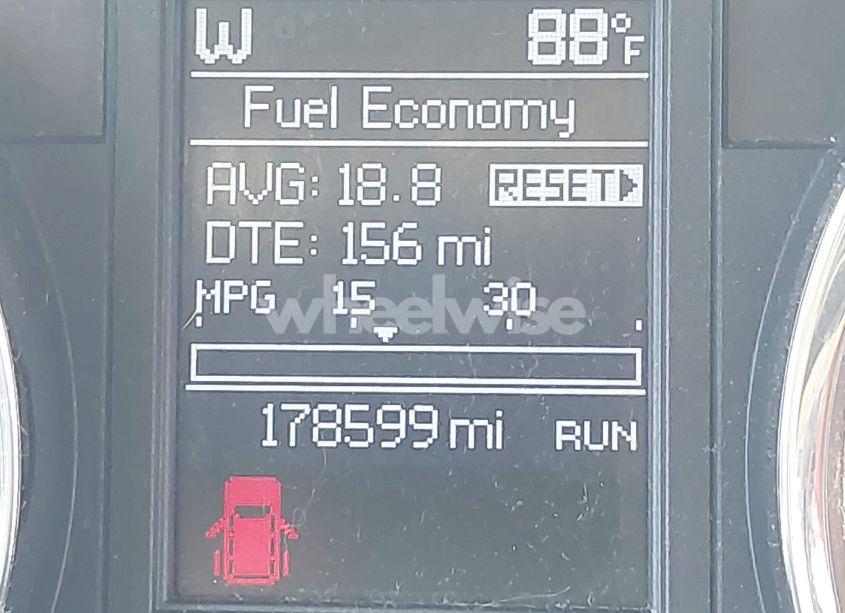 W 88°F
Fuel Economy
AVG: 18.8 RESET
DTE: 156 mi
MPG 15 30
wheelwise
178599 mi RUN